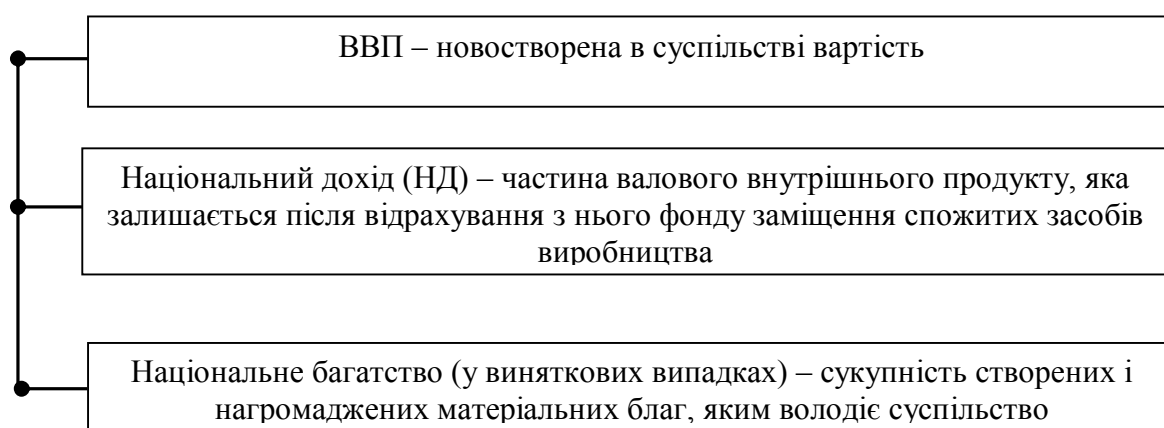 ВВП – новостворена в суспільстві вартість
Національний дохід (НД) – частина валового внутрішнього продукту, яка
залишається після відрахування з нього фонду заміщення спожитих засобів
виробництва
Національне багатство (у виняткових випадках) – сукупність створених і
нагромаджених матеріальних благ, яким володіє суспільство